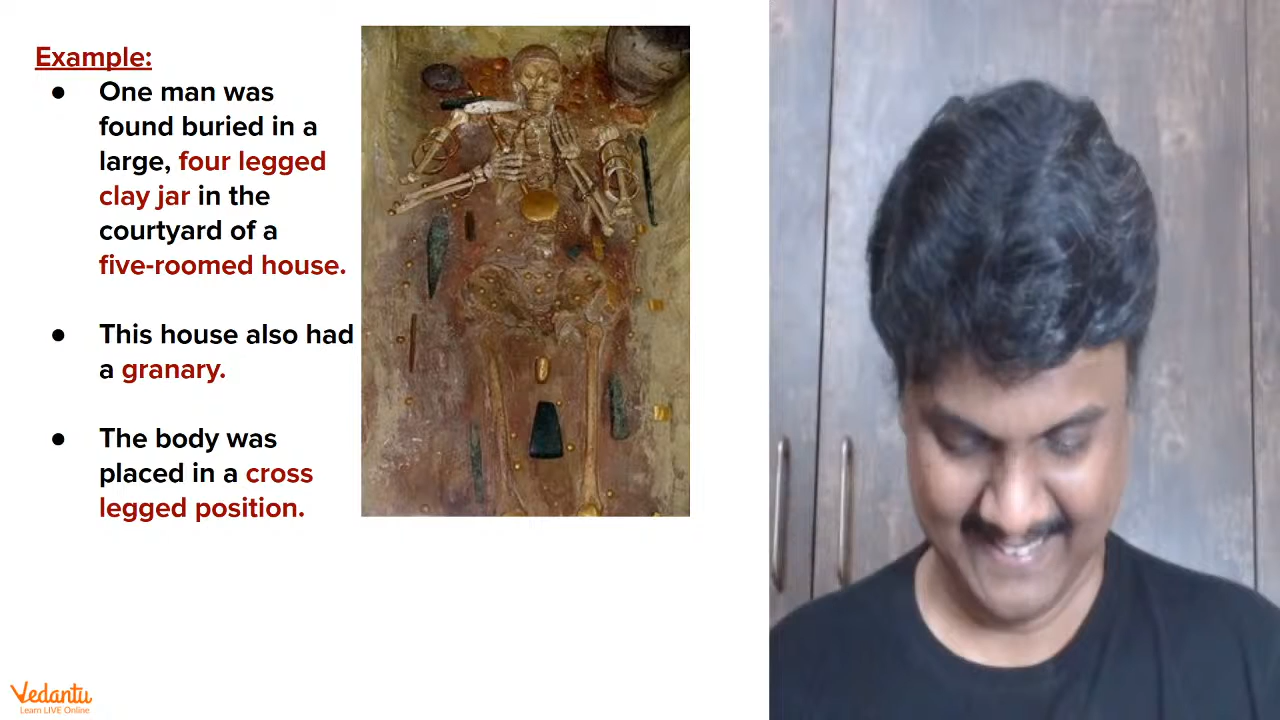 Example:
● One man was
found buried in a
large, four legged
clay jar in the
courtyard of a
five-roomed house.
● This house also had
a granary.
● The body was
placed in a cross
legged position.
Vedantu
Learn LIVE Online